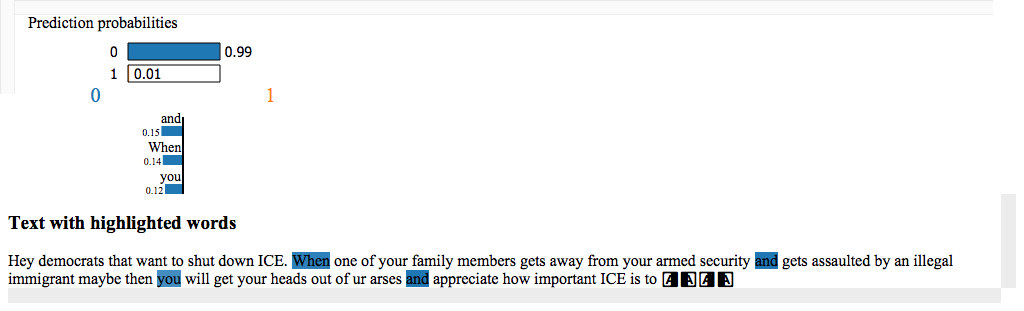 Prediction probabilities
0 0.99
1 0.01
0 1
and
0.15
When
0.14
you
0.12
Text with highlighted words
Hey democrats that want to shut down ICE. When one of your family members gets away from your armed security and gets assaulted by an illegal
immigrant maybe then you will get your heads out of ur arses and appreciate how important ICE is to